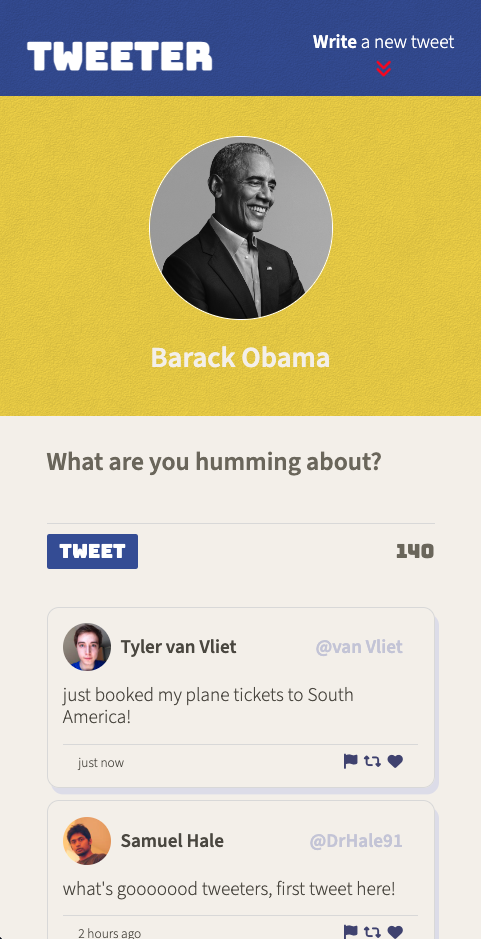 TWEETER
Write a new tweet
Barack Obama
What are you humming about?
TWEET
140
Tyler van Vliet
@van Vliet
just booked my plane tickets to South
America!
just now
Samuel Hale
@DrHale91
what's gooooood tweeters, first tweet here!
2 hours ago